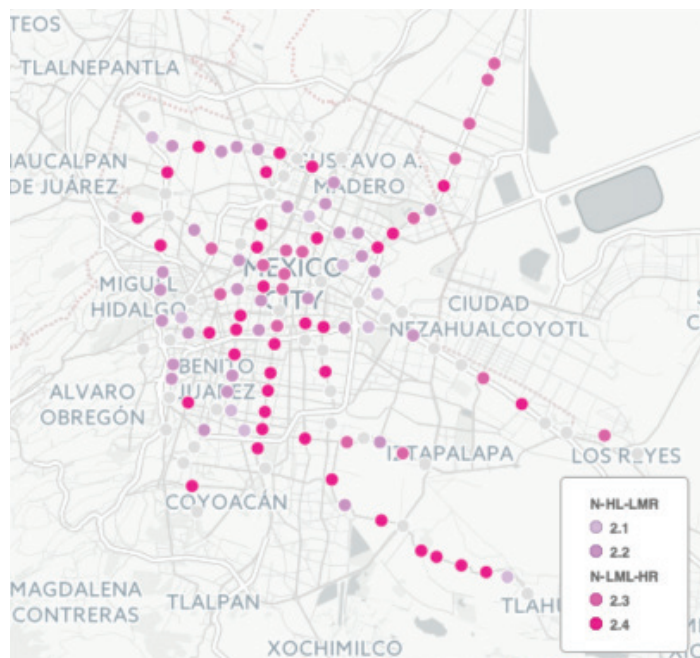 TEOS
TLALNEPANTLA
NAUCALPAN
DE JUÁREZ
GUSTAVO A.
MADERO
MEXICO
CITY
MIGUEL
HIDALGO
CIUDAD
NEZAHUALCOYOTL
BENITO
JUAREZ
ALVARO
OBREGÓN
IZTAPALAPA
LOS REYES
COYOACÁN
N-HL-LMR
2.1
2.2
N-LML-HR
2.3
2.4
MAGDALENA
CONTRERAS
TLALPAN
TLAHU
XOCHIMILCO